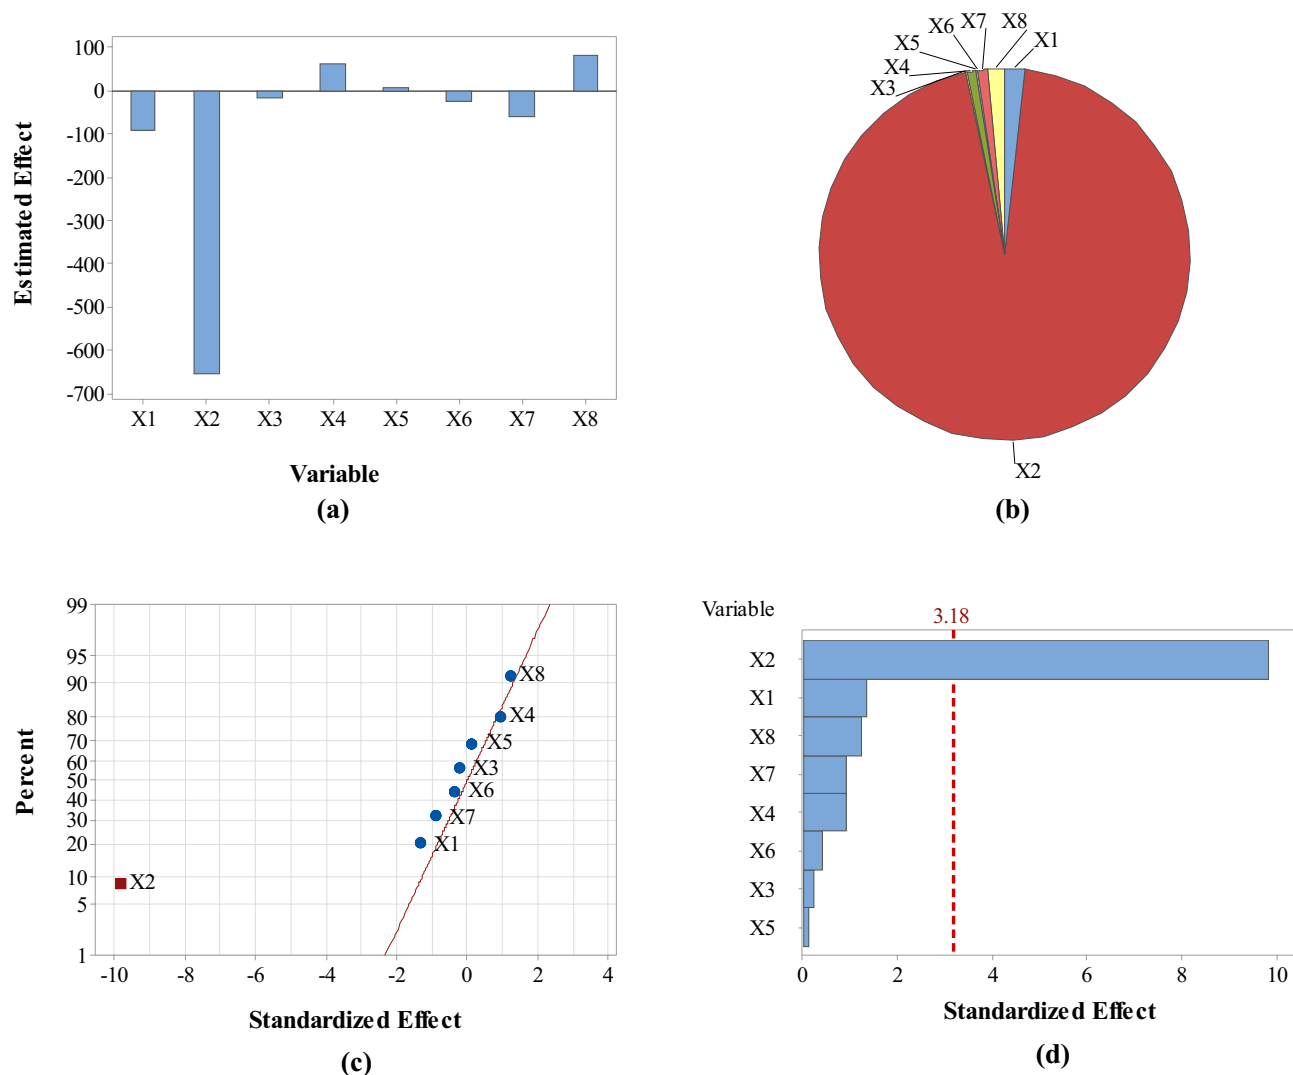 100
0
-100
-200
-300
-400
-500
-600
-700
Estimated Effect
X1 X2 X3 X4 X5 X6 X7 X8
Variable
(a)
X6 X7 X8
X5 X1
X4
X3
X2
(b)
99
95
90
80
70
60
50
40
30
20
10
5
1
Percent
X8
X4
X5
X3
X6
X7
X1
X2
-10 -8 -6 -4 -2 0 2 4
Standardized Effect
(c)
Variable
3.18
X2
X1
X8
X7
X4
X6
X3
X5
0 2 4 6 8 10
Standardized Effect
(d)